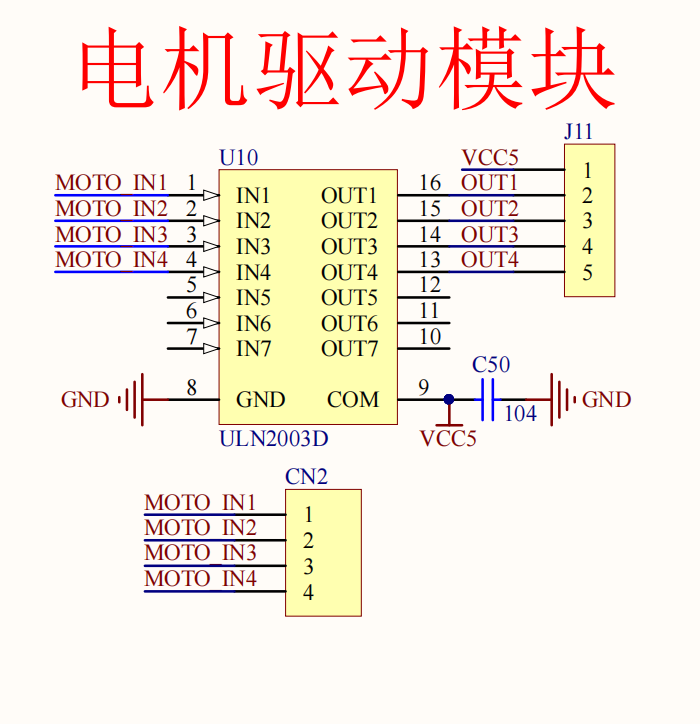 电机驱动模块
U10
J11
MOTO_IN1 1 IN1 OUT1 16
MOTO_IN2 2 IN2 OUT2 15
MOTO_IN3 3 IN3 OUT3 14
MOTO_IN4 4 IN4 OUT4 13
5 IN5 OUT5 12
6 IN6 OUT6 11
7 IN7 OUT7 10
GND 8 GND COM 9
VCC5 1
OUT1 2
OUT2 3
OUT3 4
OUT4 5
C50
104
GND
VCC5
ULN2003D
CN2
MOTO_IN1 1
MOTO_IN2 2
MOTO_IN3 3
MOTO_IN4 4